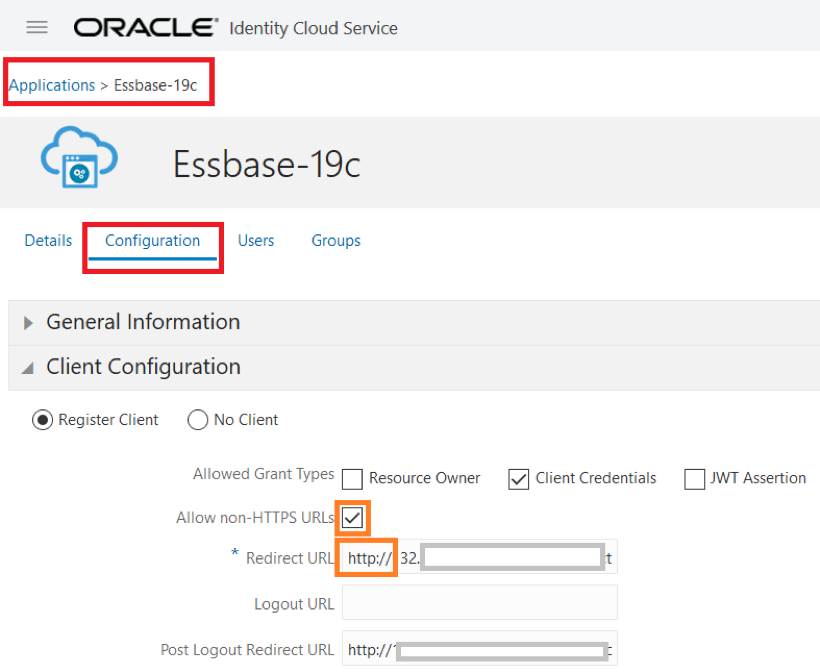 ORACLE® Identity Cloud Service
Applications > Essbase-19c
Essbase-19c
Details Configuration Users Groups
General Information
Client Configuration
Register Client No Client
Allowed Grant Types Resource Owner Client Credentials JWT Assertion
Allow non-HTTPS URLs
* Redirect URL http:// 32. t
Logout URL
Post Logout Redirect URL http://